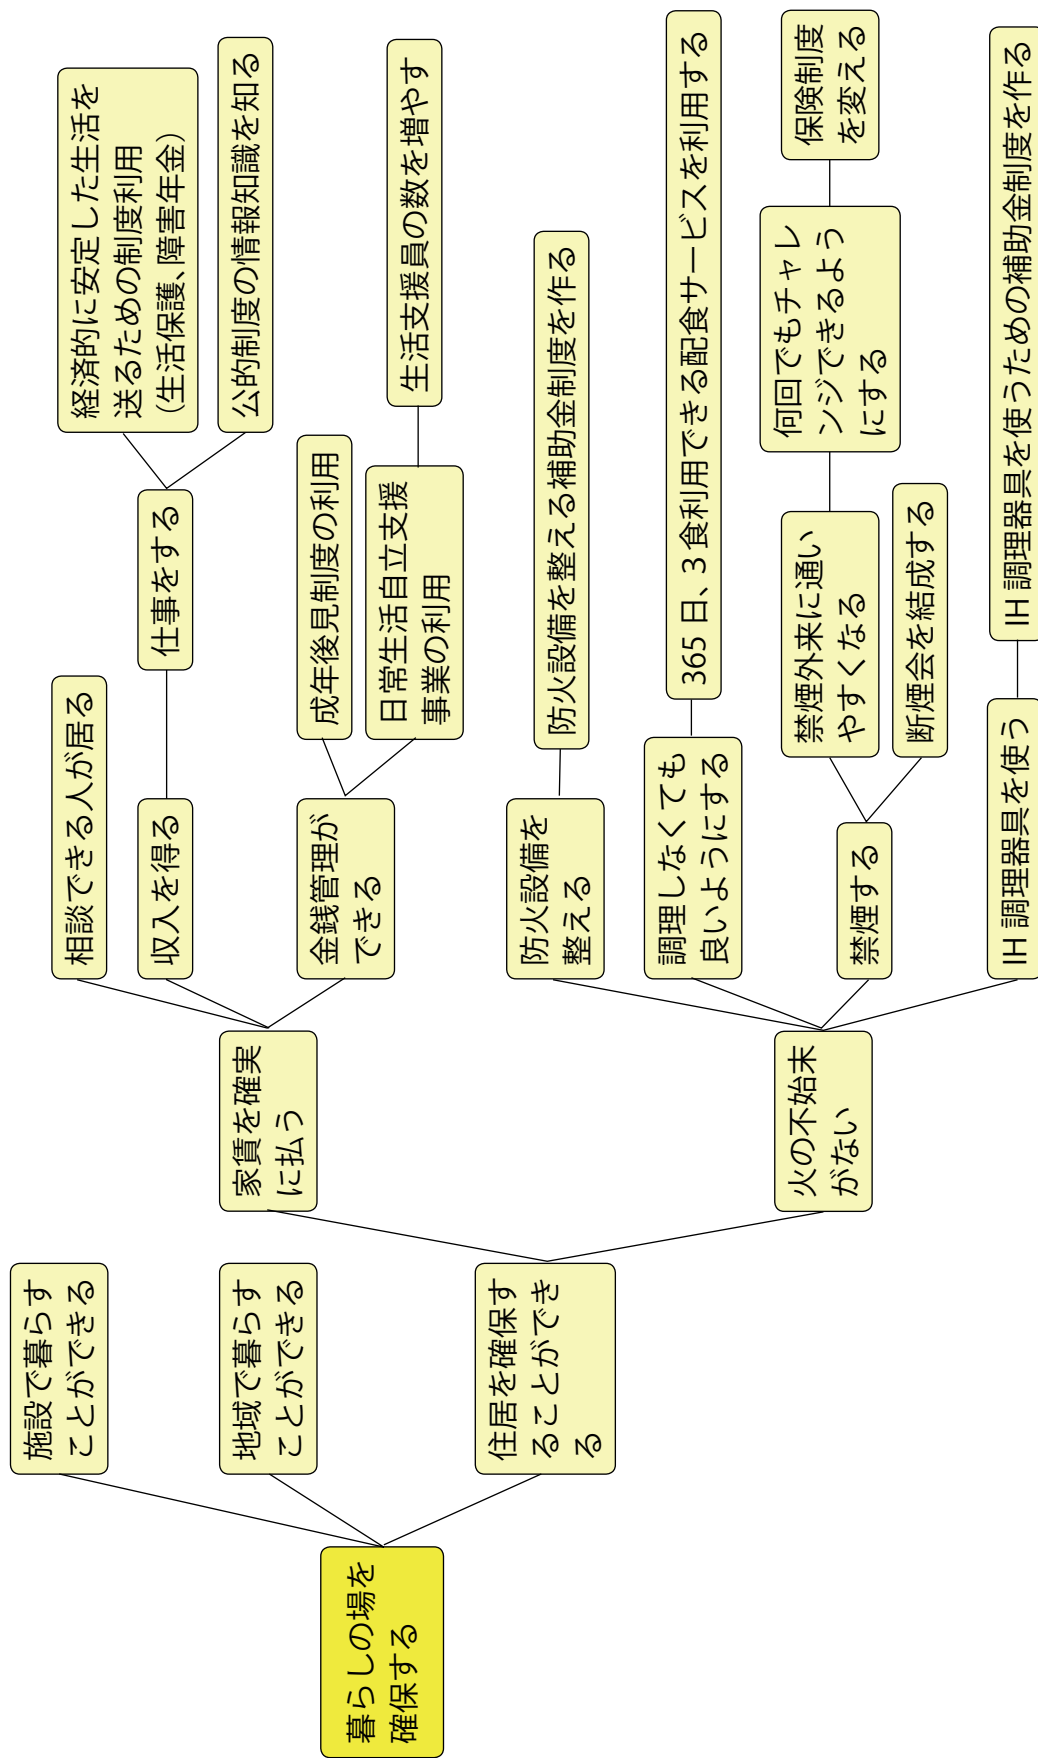 暮らしの場を
確保する
施設で暮らす
ことができる
地域で暮らす
ことができる
住居を確保す
ることができ
る
家賃を確実
に払う
相談できる人が居る
収入を得る
仕事をする
経済的に安定した生活を
送るための制度利用
(生活保護、障害年金)
公的制度の情報知識を知る
金銭管理が
できる
成年後見制度の利用
日常生活自立支援
事業の利用
生活支援員の数を増やす
火の不始末
がない
防火設備を
整える
防火設備を整える補助金制度を作る
調理しなくても
良いようにする
365 日、3 食利用できる配食サービスを利用する
禁煙する
禁煙外来に通い
やすくなる
何回でもチャレ
ンジできるよう
にする
保険制度
を変える
断煙会を結成する
IH 調理器具を使う
IH 調理器具を使うための補助金制度を作る